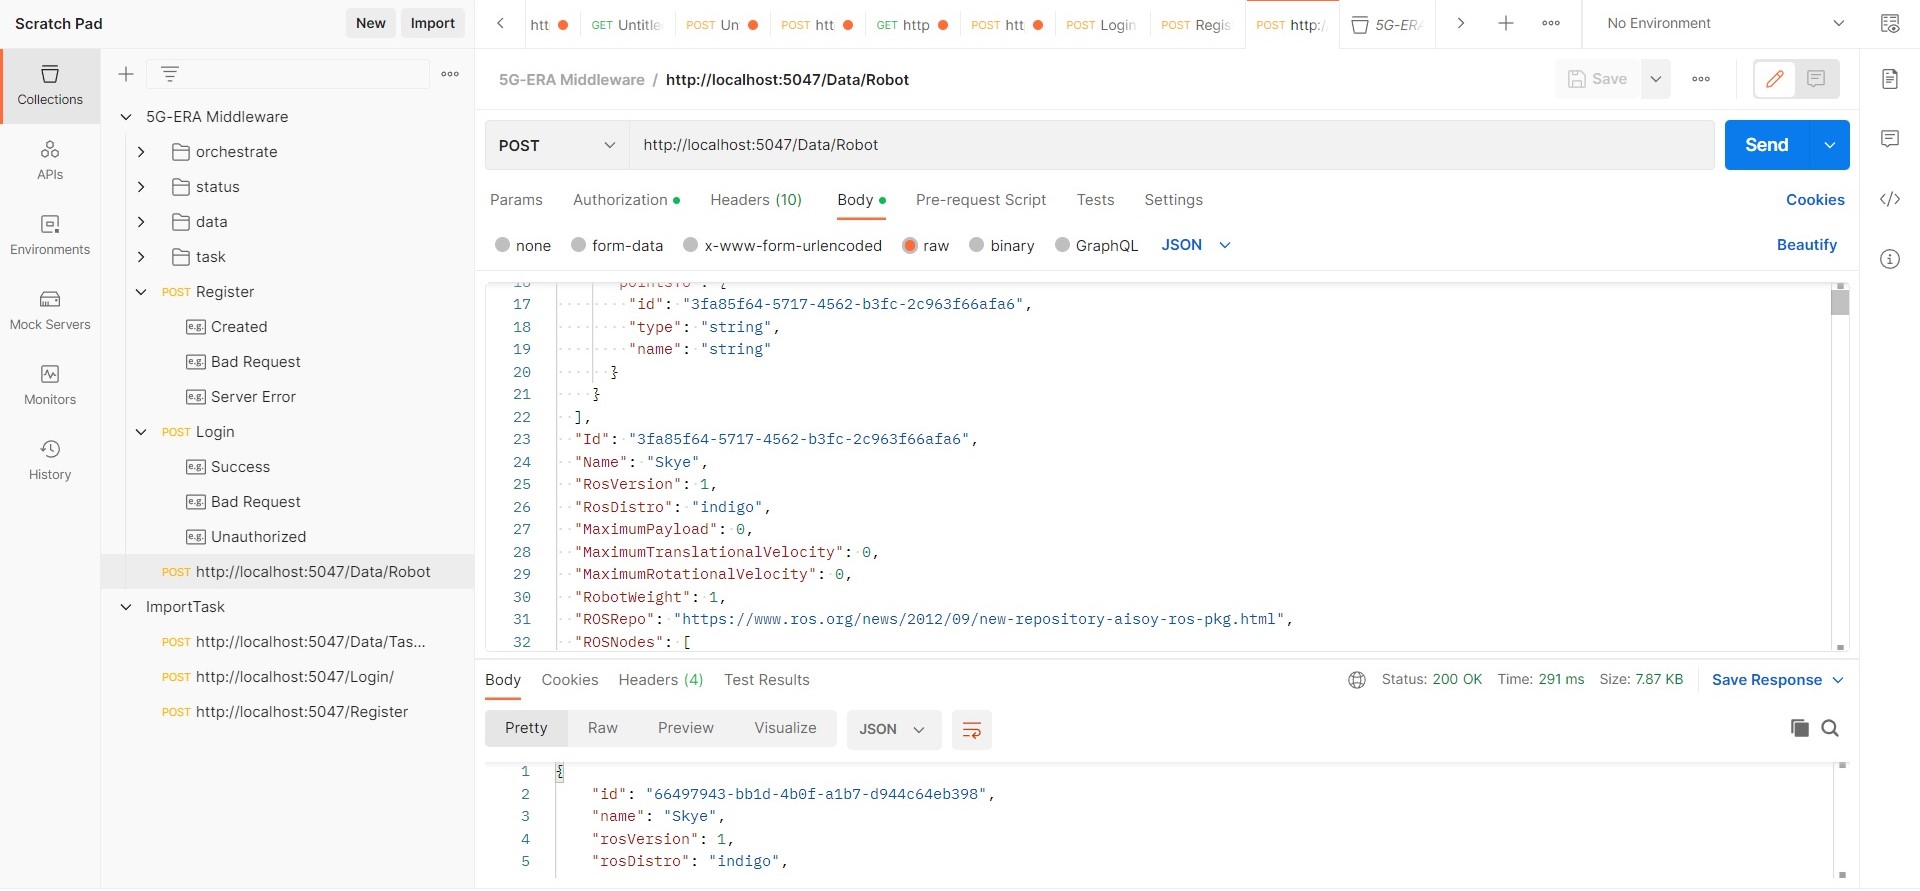 Scratch Pad
New
Import
htt
GET Untitle
POST Un
POST htt
GET http
POST htt
POST Login
POST Regis
POST http:/
5G-ERA
No Environment
Collections
APIs
Environments
Mock Servers
Monitors
History
5G-ERA Middleware
orchestrate
status
data
task
POST Register
e.g. Created
e.g. Bad Request
e.g. Server Error
POST Login
e.g. Success
e.g. Bad Request
e.g. Unauthorized
POST http://localhost:5047/Data/Robot
ImportTask
POST http://localhost:5047/Data/Tas...
POST http://localhost:5047/Login/
POST http://localhost:5047/Register
5G-ERA Middleware / http://localhost:5047/Data/Robot
Save
POST http://localhost:5047/Data/Robot
Send
Params Authorization Headers (10) Body Pre-request Script Tests Settings
Cookies
none form-data x-www-form-urlencoded raw binary GraphQL JSON
Beautify
16 "pointsTo": {
17 "id": "3fa85f64-5717-4562-b3fc-2c963f66afa6",
18 "type": "string",
19 "name": "string"
20 }
21 }
22 ],
23 "Id": "3fa85f64-5717-4562-b3fc-2c963f66afa6",
24 "Name": "Skye",
25 "RosVersion": 1,
26 "RosDistro": "indigo",
27 "MaximumPayload": 0,
28 "MaximumTranslationalVelocity": 0,
29 "MaximumRotationalVelocity": 0,
30 "RobotWeight": 1,
31 "ROSRepo": "https://www.ros.org/news/2012/09/new-repository-aisoy-ros-pkg.html",
32 "ROSNodes": [
Body Cookies Headers (4) Test Results
Status: 200 OK Time: 291 ms Size: 7.87 KB
Save Response
Pretty Raw Preview Visualize JSON
1 {
2 "id": "66497943-bb1d-4b0f-a1b7-d944c64eb398",
3 "name": "Skye",
4 "rosVersion": 1,
5 "rosDistro": "indigo",